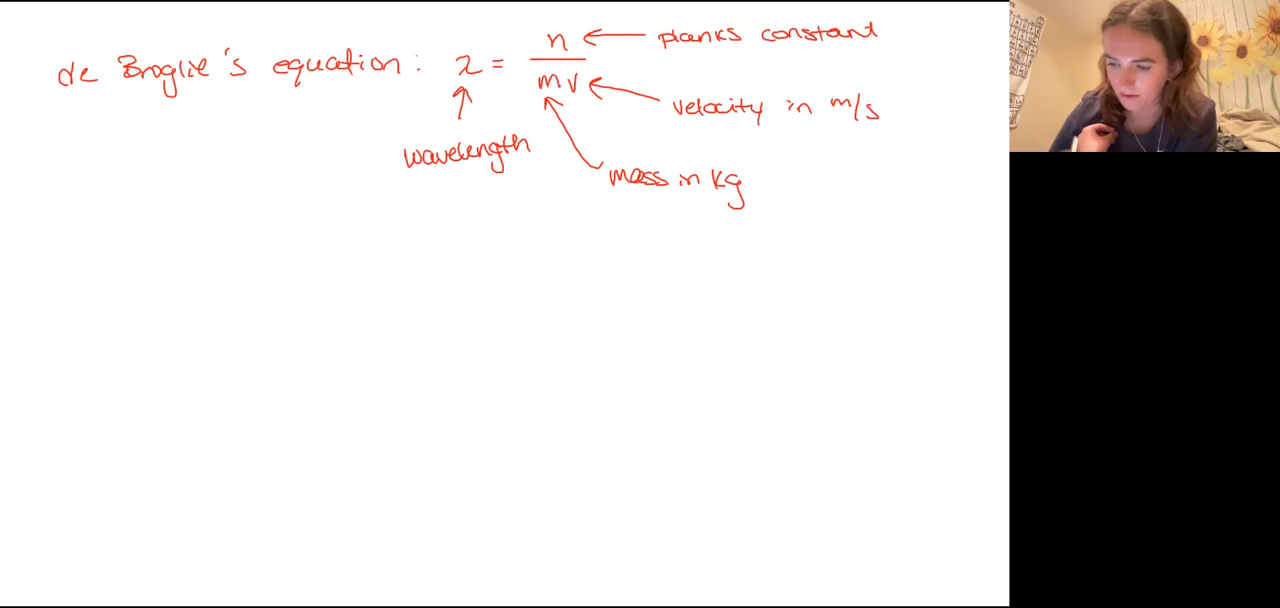 de Broglie's equation: λ = h / mv
planks constant
velocity in m/s
wavelength
mass in kg